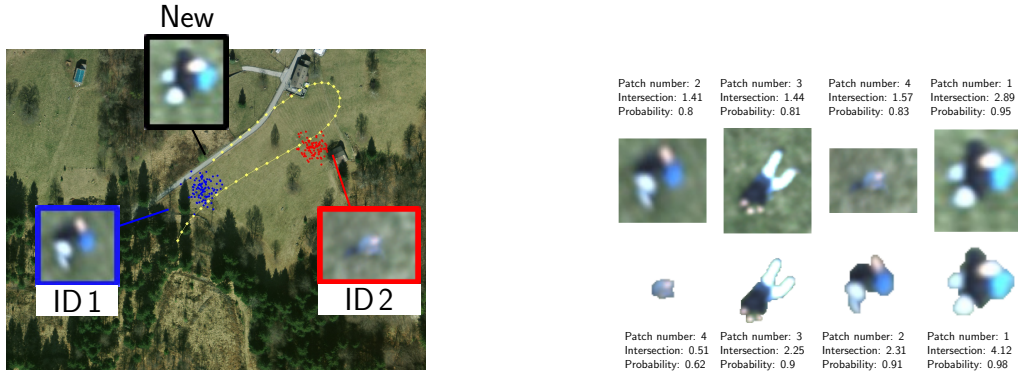 New
ID 1
ID 2
Patch number: 2
Intersection: 1.41
Probability: 0.8
Patch number: 3
Intersection: 1.44
Probability: 0.81
Patch number: 4
Intersection: 1.57
Probability: 0.83
Patch number: 1
Intersection: 2.89
Probability: 0.95
Patch number: 4
Intersection: 0.51
Probability: 0.62
Patch number: 3
Intersection: 2.25
Probability: 0.9
Patch number: 2
Intersection: 2.31
Probability: 0.91
Patch number: 1
Intersection: 4.12
Probability: 0.98